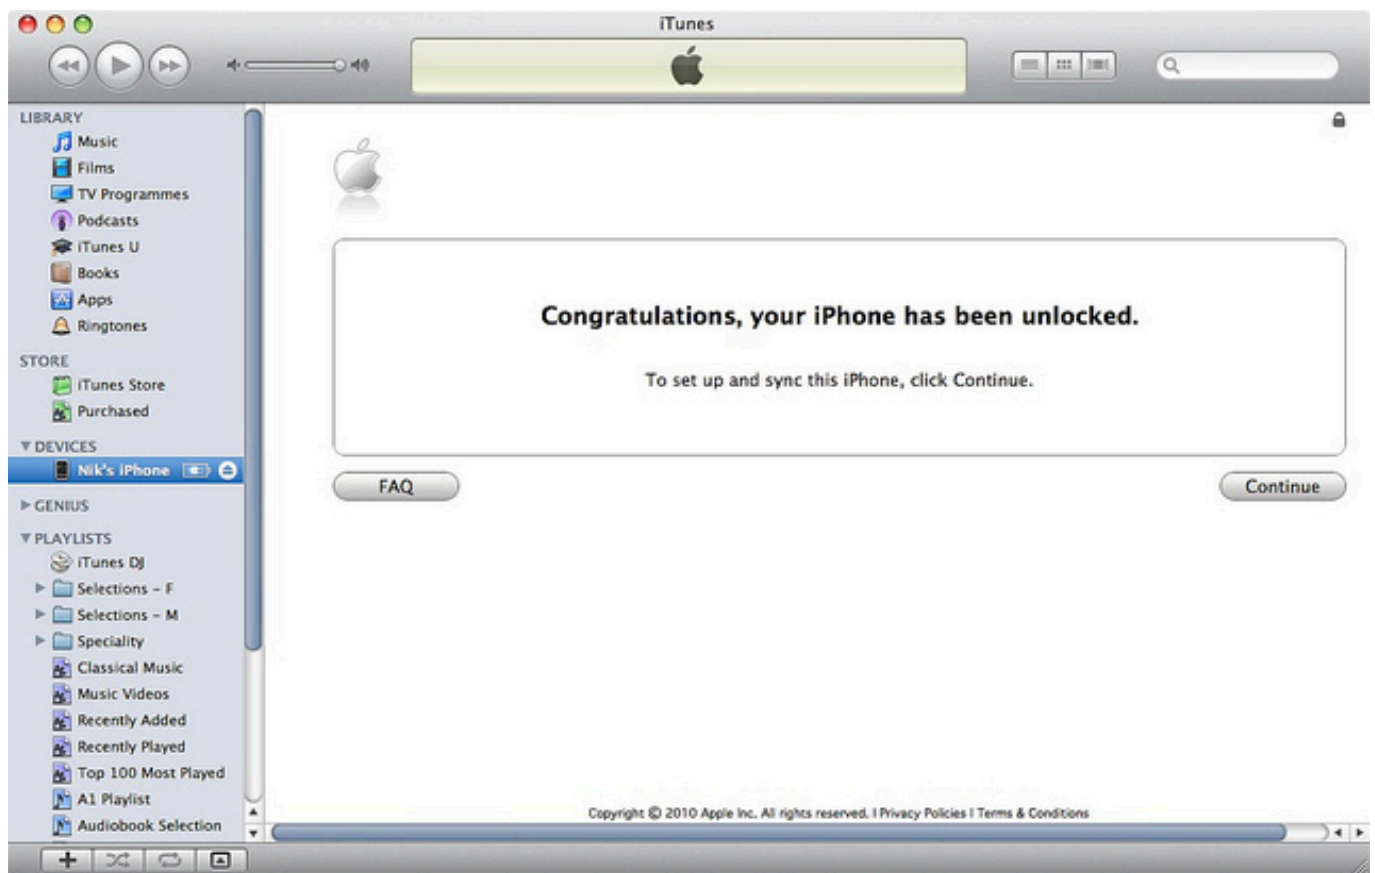 iTunes
LIBRARY
Music
Films
TV Programmes
Podcasts
iTunes U
Books
Apps
Ringtones
STORE
iTunes Store
Purchased
DEVICES
Nik's iPhone
GENIUS
PLAYLISTS
iTunes DJ
Selections – F
Selections – M
Speciality
Classical Music
Music Videos
Recently Added
Recently Played
Top 100 Most Played
A1 Playlist
Audiobook Selection
Congratulations, your iPhone has been unlocked.
To set up and sync this iPhone, click Continue.
FAQ
Continue
Copyright © 2010 Apple Inc. All rights reserved. | Privacy Policies | Terms & Conditions